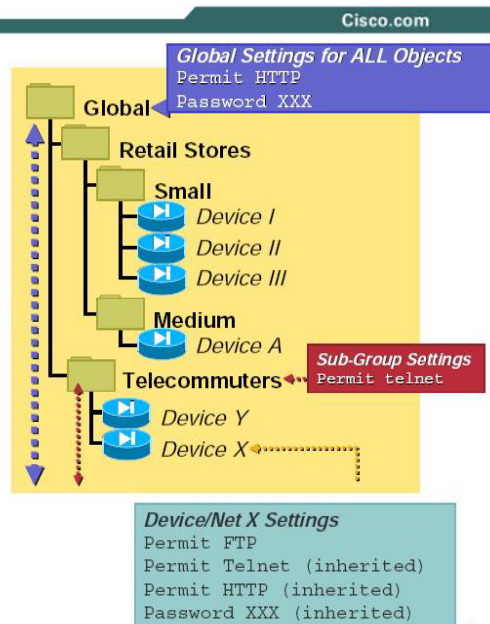 Cisco.com
Global Settings for ALL Objects
Permit HTTP
Password XXX
Global
Retail Stores
Small
Device I
Device II
Device III
Medium
Device A
Sub-Group Settings
Permit telnet
Telecommuters
Device Y
Device X
Device/Net X Settings
Permit FTP
Permit Telnet (inherited)
Permit HTTP (inherited)
Password XXX (inherited)